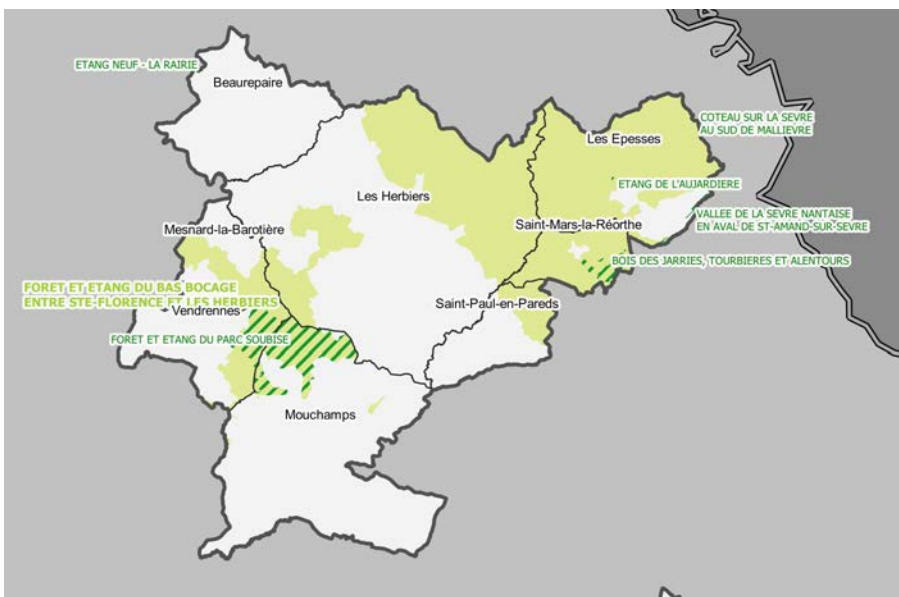 ETANG NEUF - LA RAIRIE
Beaurepaire
COTEAU SUR LA SEVRE
AU SUD DE MALLIEVRE
Les Epesses
ETANG DE L'AUJARDIERE
Les Herbiers
VALLEE DE LA SEVRE NANTAISE
EN AVAL DE ST-AMAND-SUR-SEVRE
Saint-Mars-la-Réorthe
Mesnard-la-Barotière
BOIS DES JARRIES, TOURBIERES ET ALENTOURS
FORET ET ETANG DU BAS BOCAGE
ENTRE STE-FLORENCE ET LES HERBIERS
Saint-Paul-en-Pareds
Vendrennes
FORET ET ETANG DU PARC SOUBISE
Mouchamps